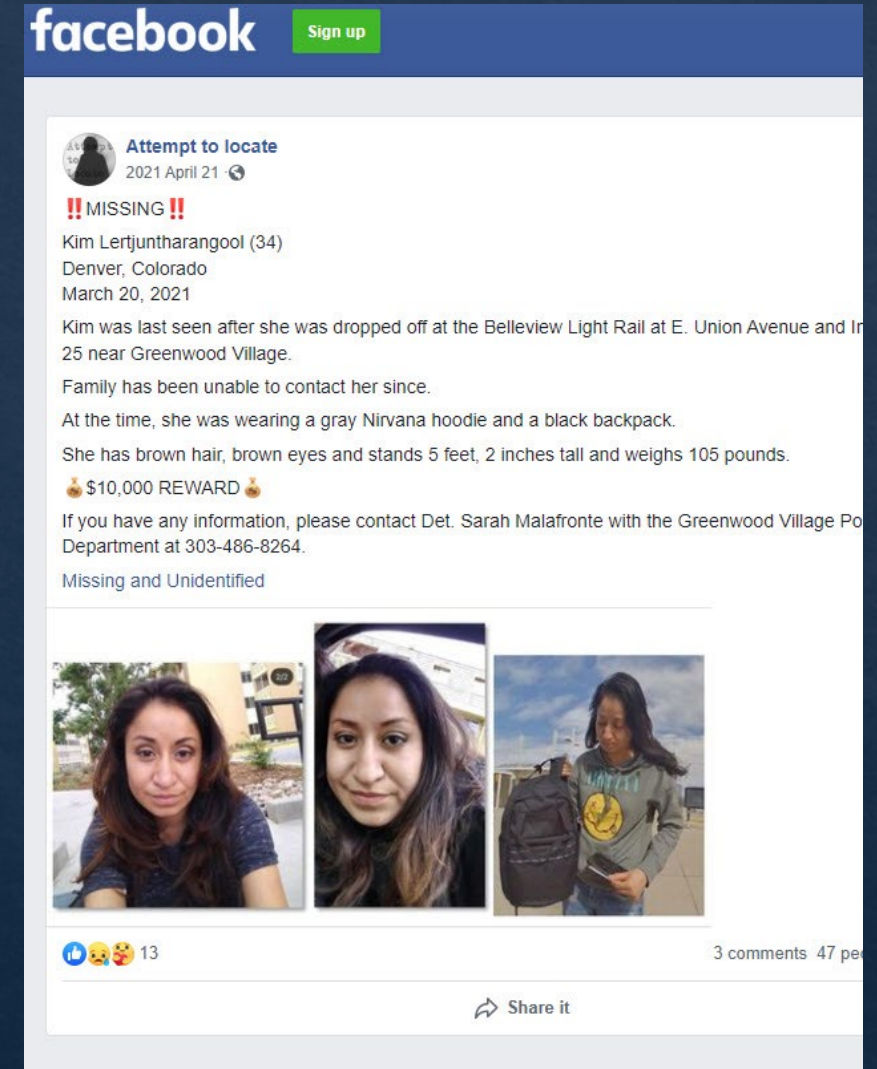 facebook
Sign up
Attempt to locate
2021 April 21 ·
‼️MISSING‼️
Kim Lertjuntharangool (34)
Denver, Colorado
March 20, 2021
Kim was last seen after she was dropped off at the Belleview Light Rail at E. Union Avenue and
25 near Greenwood Village.
Family has been unable to contact her since.
At the time, she was wearing a gray Nirvana hoodie and a black backpack.
She has brown hair, brown eyes and stands 5 feet, 2 inches tall and weighs 105 pounds.
💰$10,000 REWARD💰
If you have any information, please contact Det. Sarah Malafronte with the Greenwood Village Po
Department at 303-486-8264.
Missing and Unidentified
2/2
13
3 comments 47
Share it